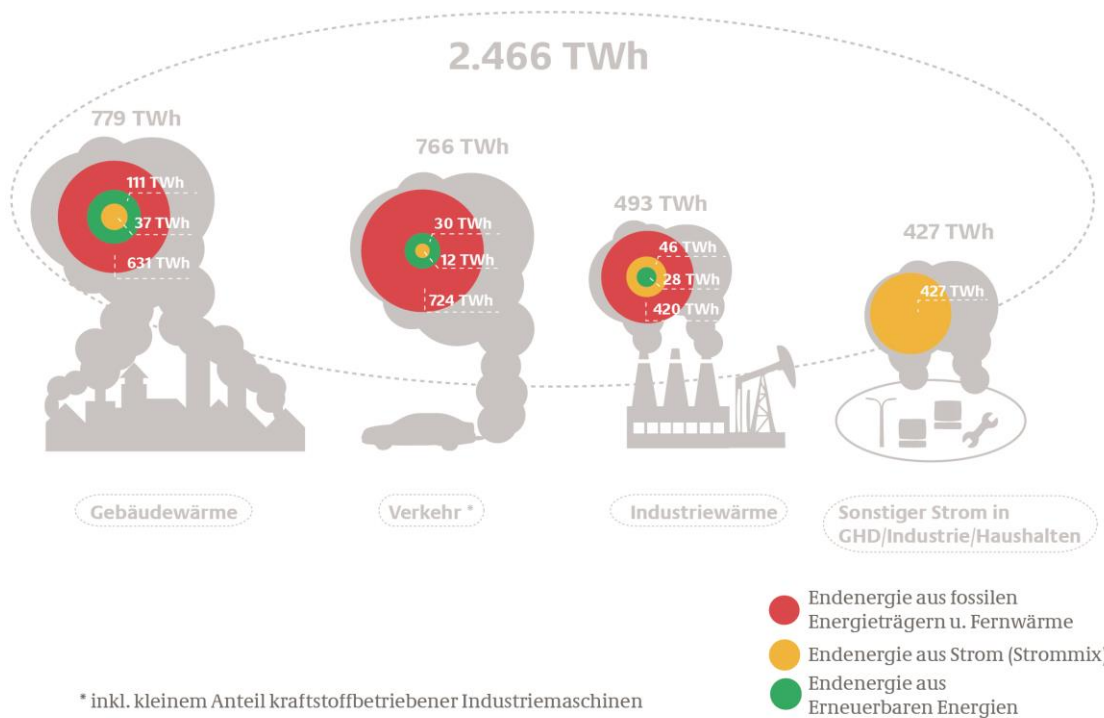 2.466 TWh
779 TWh
111 TWh
37 TWh
631 TWh
766 TWh
30 TWh
12 TWh
724 TWh
493 TWh
46 TWh
28 TWh
420 TWh
427 TWh
427 TWh
Gebäudewärme
Verkehr *
Industriewärme
Sonstiger Strom in
GHD/Industrie/Haushalten
Endenergie aus fossilen
Energieträgern u. Fernwärme
Endenergie aus Strom (Strommix)
Endenergie aus
Erneuerbaren Energien
* inkl. kleinem Anteil kraftstoffbetriebener Industriemaschinen